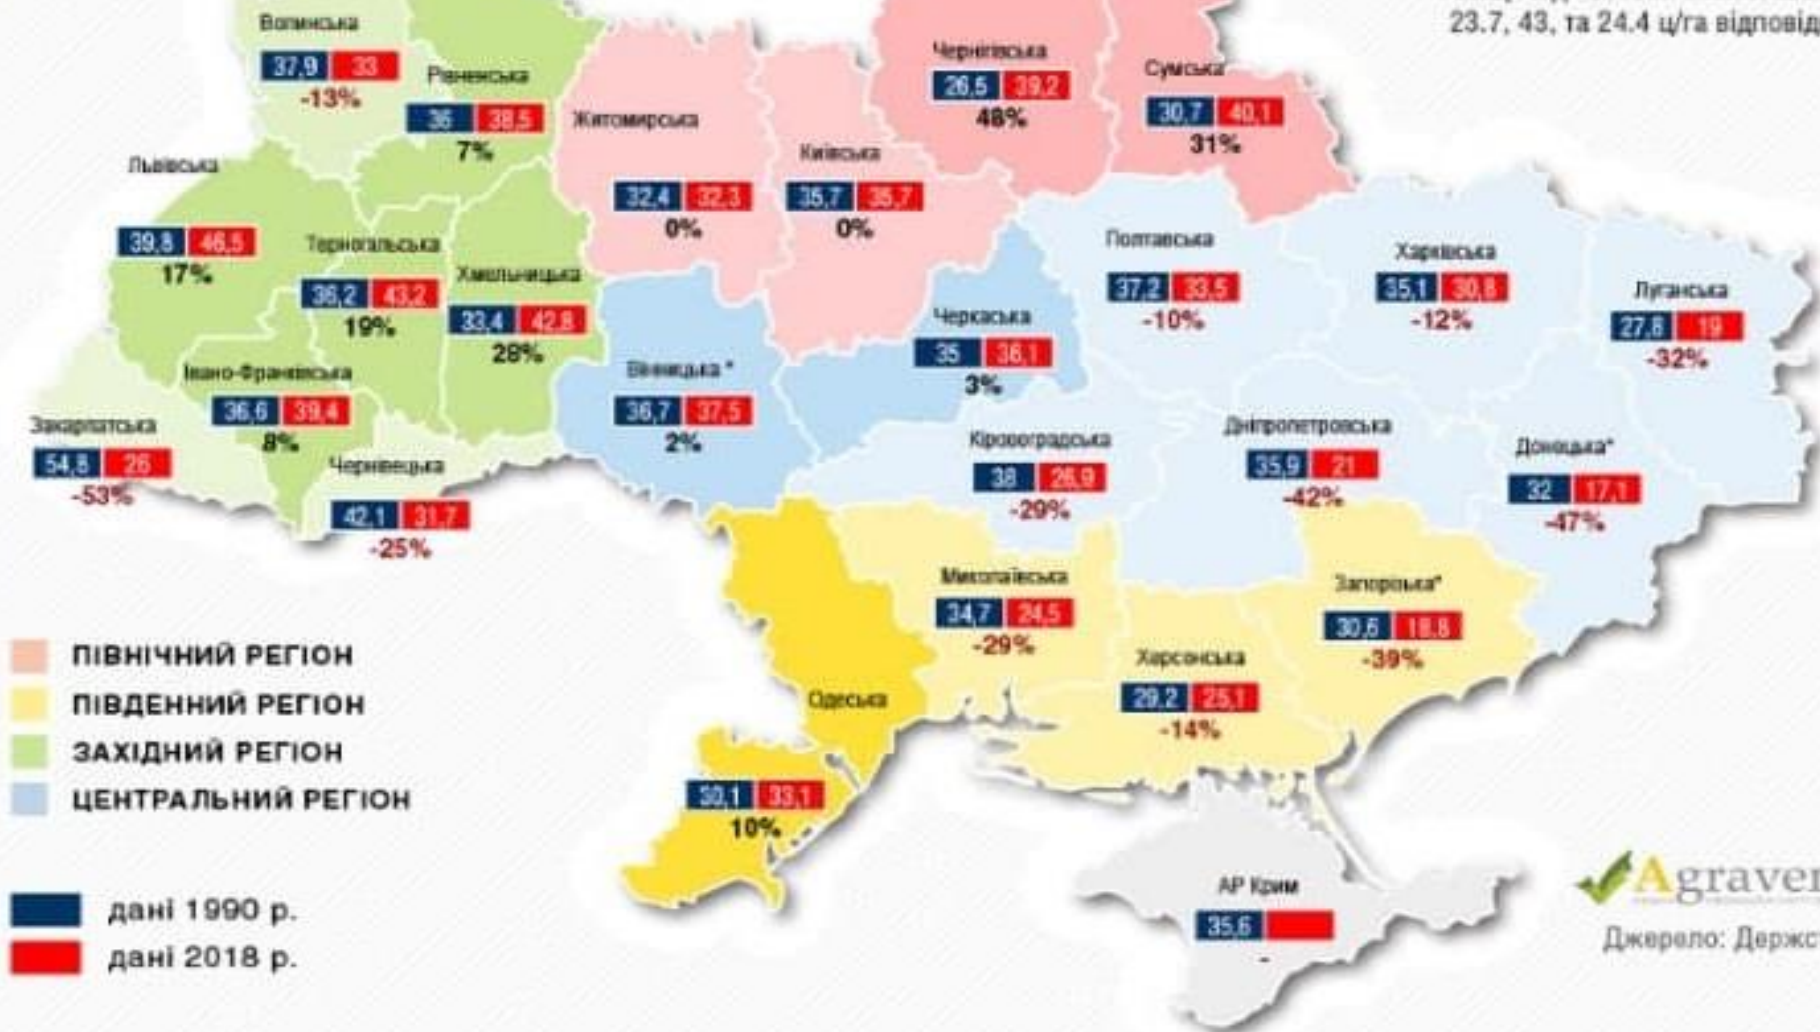 23.7, 43, та 24.4 ц/га відповід
Волинська
37,9 33
-13%
Рівненська
36 38,5
7%
Житомирська
32,4 32,3
0%
Київська
35,7 35,7
0%
Чернігівська
26,5 39,2
48%
Сумська
30,7 40,1
31%
Львівська
39,8 46,5
17%
Тернопільська
36,2 43,2
19%
Хмельницька
33,4 42,8
28%
Полтавська
37,2 33,5
-10%
Харківська
35,1 30,8
-12%
Луганська
27,8 19
-32%
Черкаська
35 36,1
3%
Вінницька *
36,7 37,5
2%
Івано-Франківська
36,6 39,4
8%
Закарпатська
54,8 26
-53%
Чернівецька
42,1 31,7
-25%
Кіровоградська
38 26,9
-29%
Дніпропетровська
35,9 21
-42%
Донецька*
32 17,1
-47%
Миколаївська
34,7 24,5
-29%
Запорізька*
30,6 18,8
-39%
Херсонська
29,2 25,1
-14%
Одеська
30,1 33,1
10%
АР Крим
35,6
-
ПІВНІЧНИЙ РЕГІОН
ПІВДЕННИЙ РЕГІОН
ЗАХІДНИЙ РЕГІОН
ЦЕНТРАЛЬНИЙ РЕГІОН
дані 1990 р.
дані 2018 р.
Agraver
Джерело: Держс